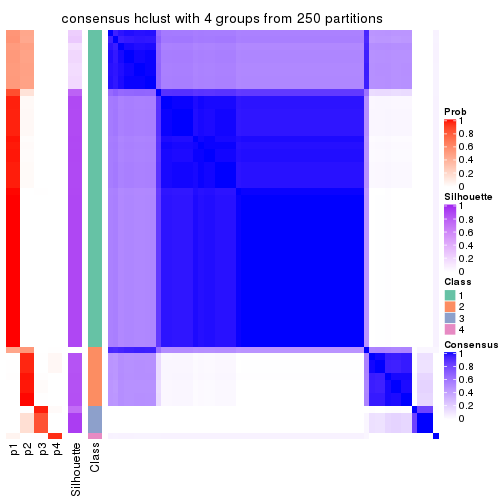 consensus hclust with 4 groups from 250 partitions
Prob
1
0.8
0.6
0.4
0.2
0
Silhouette
1
0.8
0.6
0.4
0.2
0
Class
1
2
3
4
Consensus
1
0.8
0.6
0.4
0.2
0
p1
p2
p3
p4
Silhouette
Class